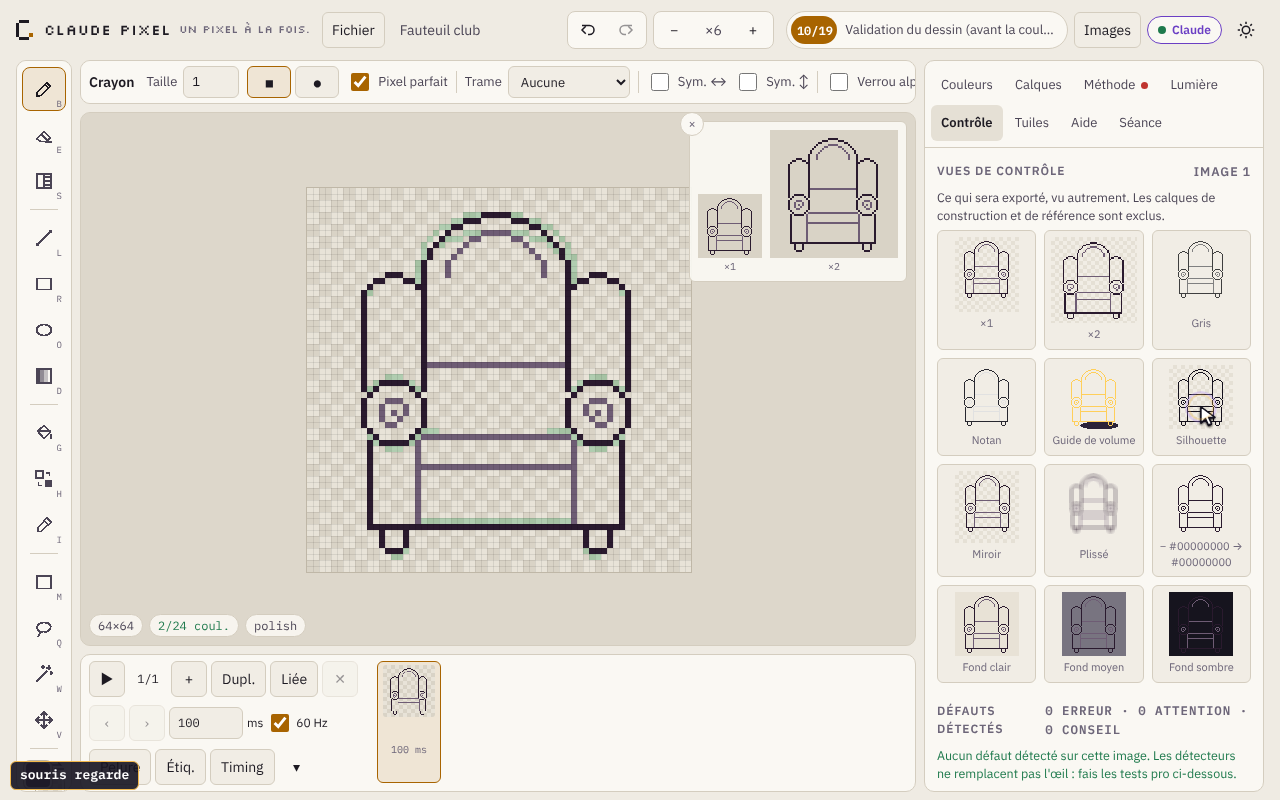 CLAUDE PIXEL UN PIXEL À LA FOIS. Fichier Fauteuil club − ×6 + 10/19 Validation du dessin (avant la coul… Images Claude
Crayon Taille 1 Pixel parfait Trame Aucune Sym. ↔ Sym. ↕ Verrou alp
Couleurs Calques Méthode Lumière
Contrôle Tuiles Aide Séance
B
E
S
L
R
O
D
G
H
I
M
Q
W
V
×
×1 ×2
64×64 2/24 coul. polish
VUES DE CONTRÔLE IMAGE 1
Ce qui sera exporté, vu autrement. Les calques de
construction et de référence sont exclus.
×1 ×2 Gris
Notan Guide de volume Silhouette
Miroir Plissé − #00000000 →
#00000000
Fond clair Fond moyen Fond sombre
DÉFAUTS
DÉTECTÉS
0 ERREUR · 0 ATTENTION ·
0 CONSEIL
Aucun défaut détecté sur cette image. Les détecteurs
ne remplacent pas l'œil : fais les tests pro ci-dessous.
1/1 + Dupl. Liée ×
‹ › 100 ms 60 Hz
Étiq. Timing ▾
100 ms
souris regarde